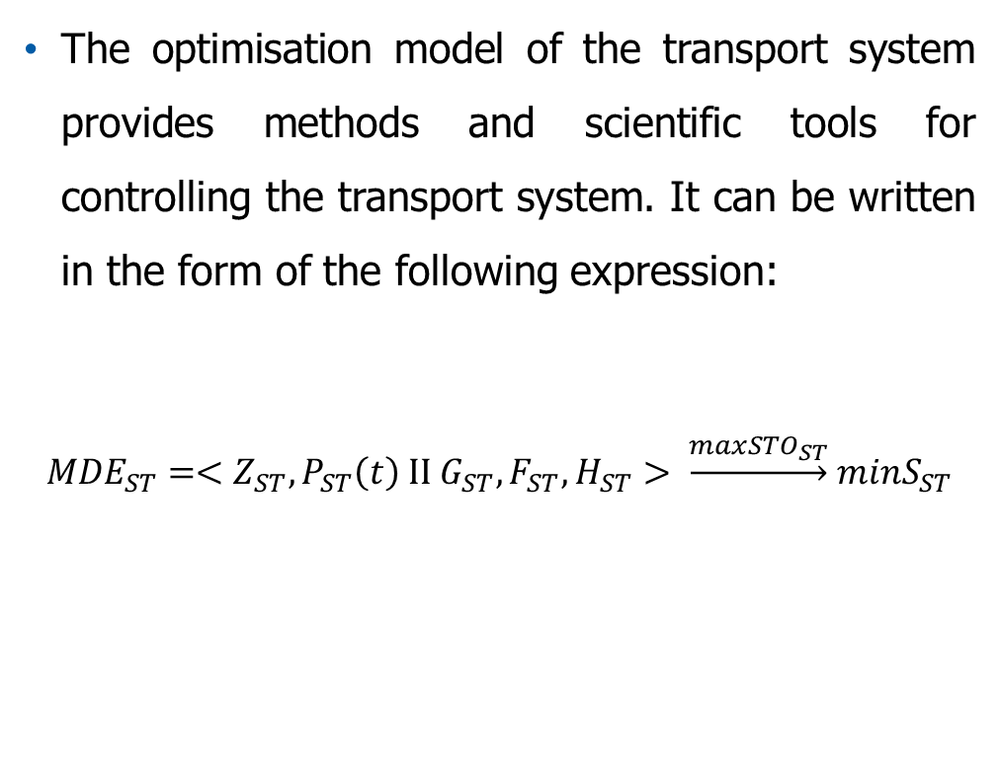 • The optimisation model of the transport system
provides methods and scientific tools for
controlling the transport system. It can be written
in the form of the following expression:
𝑀𝐷𝐸_{𝑆𝑇} =< 𝑍_{𝑆𝑇}, 𝑃_{𝑆𝑇}(𝑡) II 𝐺_{𝑆𝑇}, 𝐹_{𝑆𝑇}, 𝐻_{𝑆𝑇} > \xrightarrow{𝑚𝑎𝑥𝑆𝑇𝑂_{𝑆𝑇}} 𝑚𝑖𝑛𝑆_{𝑆𝑇}